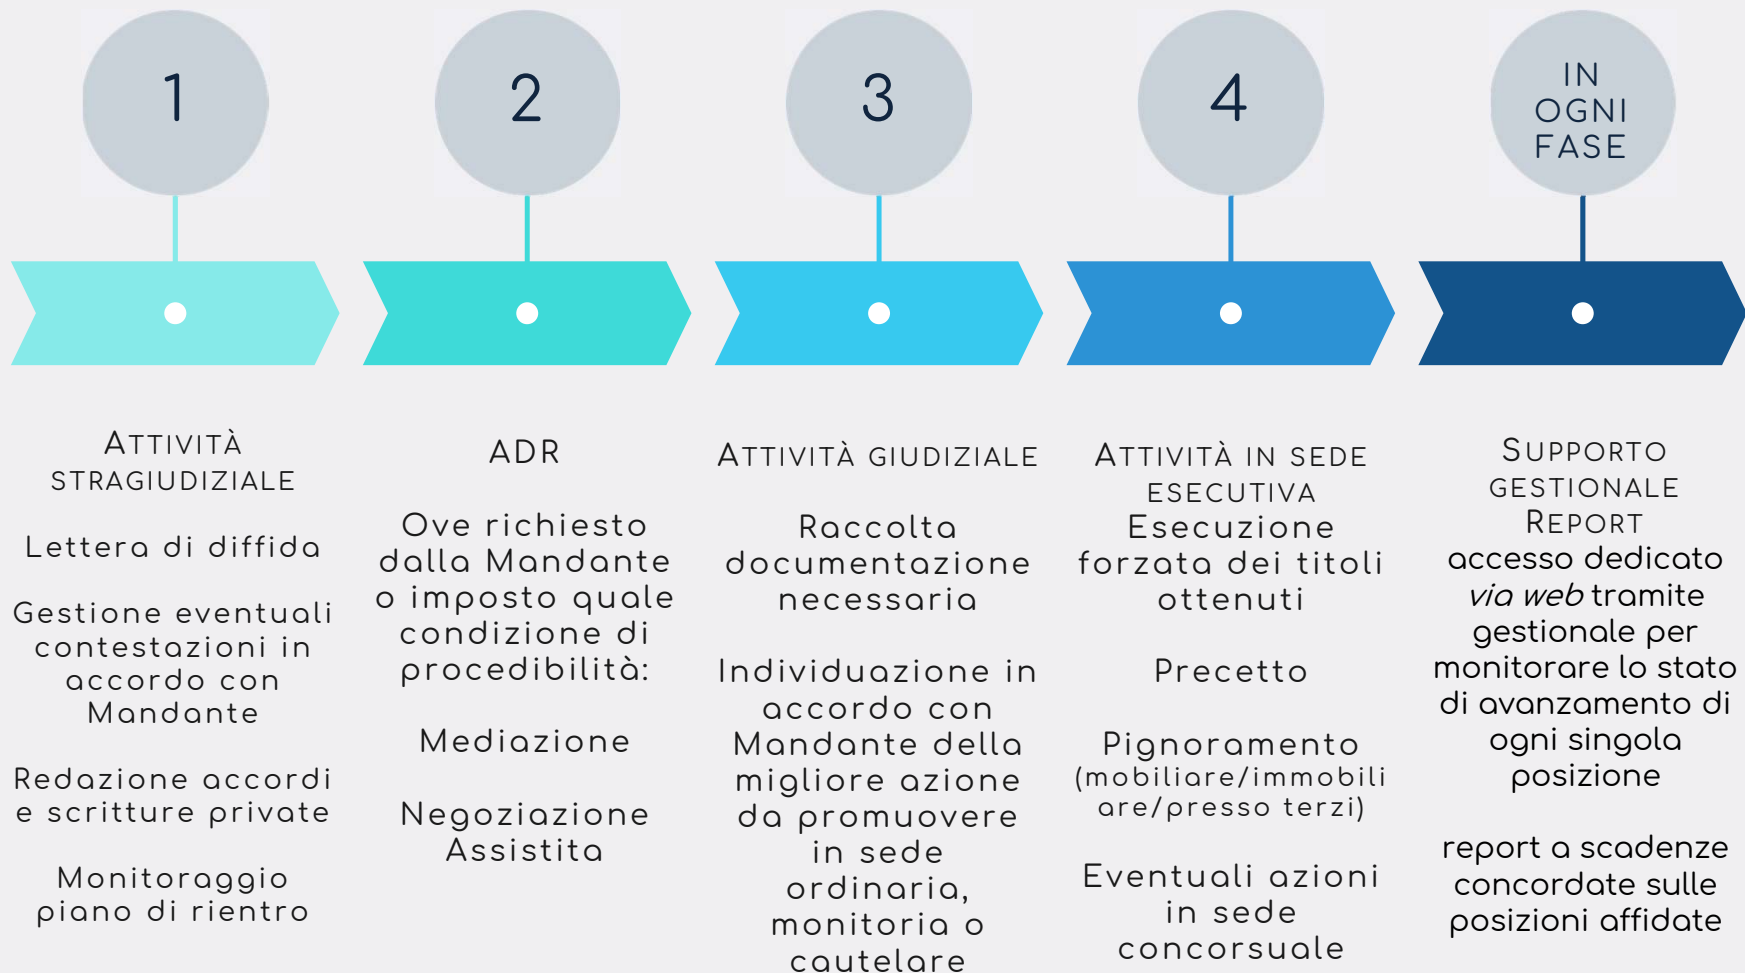 1
ATTIVITÀ
STRAGIUDIZIALE
Lettera di diffida
Gestione eventuali
contestazioni in
accordo con
Mandante
Redazione accordi
e scritture private
Monitoraggio
piano di rientro
2
ADR
Ove richiesto
dalla Mandante
o imposto quale
condizione di
procedibilità:
Mediazione
Negoziazione
Assistita
3
ATTIVITÀ GIUDIZIALE
Raccolta
documentazione
necessaria
Individuazione in
accordo con
Mandante della
migliore azione
da promuovere
in sede
ordinaria,
monitoria o
cautelare
4
ATTIVITÀ IN SEDE
ESECUTIVA
Esecuzione
forzata dei titoli
ottenuti
Precetto
Pignoramento
(mobiliare/immobili
are/presso terzi)
Eventuali azioni
in sede
concorsuale
IN
OGNI
FASE
SUPPORTO
GESTIONALE
REPORT
accesso dedicato
via web tramite
gestionale per
monitorare lo stato
di avanzamento di
ogni singola
posizione
report a scadenze
concordate sulle
posizioni affidate